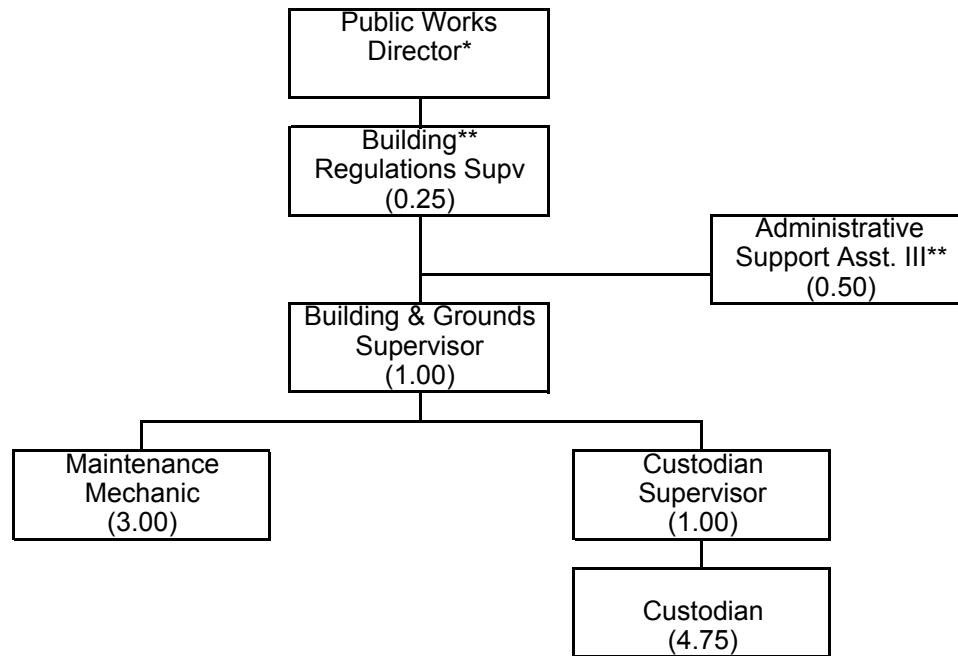 Public Works
Director*
Building**
Regulations Supv
(0.25)
Administrative
Support Asst. III**
(0.50)
Building & Grounds
Supervisor
(1.00)
Maintenance
Mechanic
(3.00)
Custodian
Supervisor
(1.00)
Custodian
(4.75)